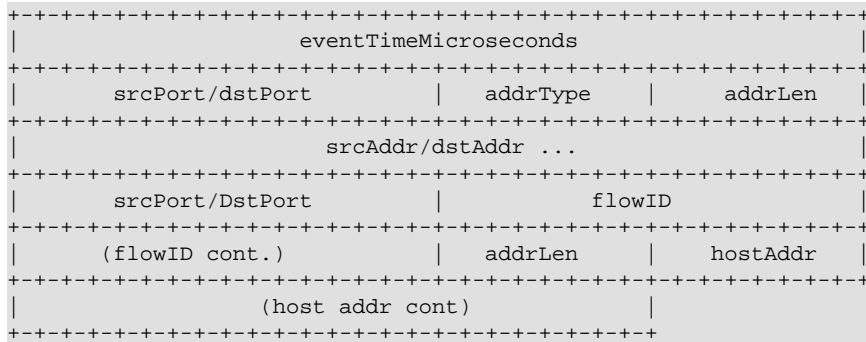 +-+-+-+-+-+-+-+-+-+-+-+-+-+-+-+-+-+-+-+-+-+-+-+-+-+-+-+-+-+-+-+-+
| eventTimeMicroseconds |
+-+-+-+-+-+-+-+-+-+-+-+-+-+-+-+-+-+-+-+-+-+-+-+-+-+-+-+-+-+-+-+-+
| srcPort/dstPort | addrType | addrLen |
+-+-+-+-+-+-+-+-+-+-+-+-+-+-+-+-+-+-+-+-+-+-+-+-+-+-+-+-+-+-+-+-+
| srcAddr/dstAddr ... |
+-+-+-+-+-+-+-+-+-+-+-+-+-+-+-+-+-+-+-+-+-+-+-+-+-+-+-+-+-+-+-+-+
| srcPort/DstPort | flowID |
+-+-+-+-+-+-+-+-+-+-+-+-+-+-+-+-+-+-+-+-+-+-+-+-+-+-+-+-+-+-+-+-+
| (flowID cont.) | addrLen | hostAddr |
+-+-+-+-+-+-+-+-+-+-+-+-+-+-+-+-+-+-+-+-+-+-+-+-+-+-+-+-+-+-+-+-+
| (host addr cont) |
+-+-+-+-+-+-+-+-+-+-+-+-+-+-+-+-+-+-+-+-+-+-+-+-+